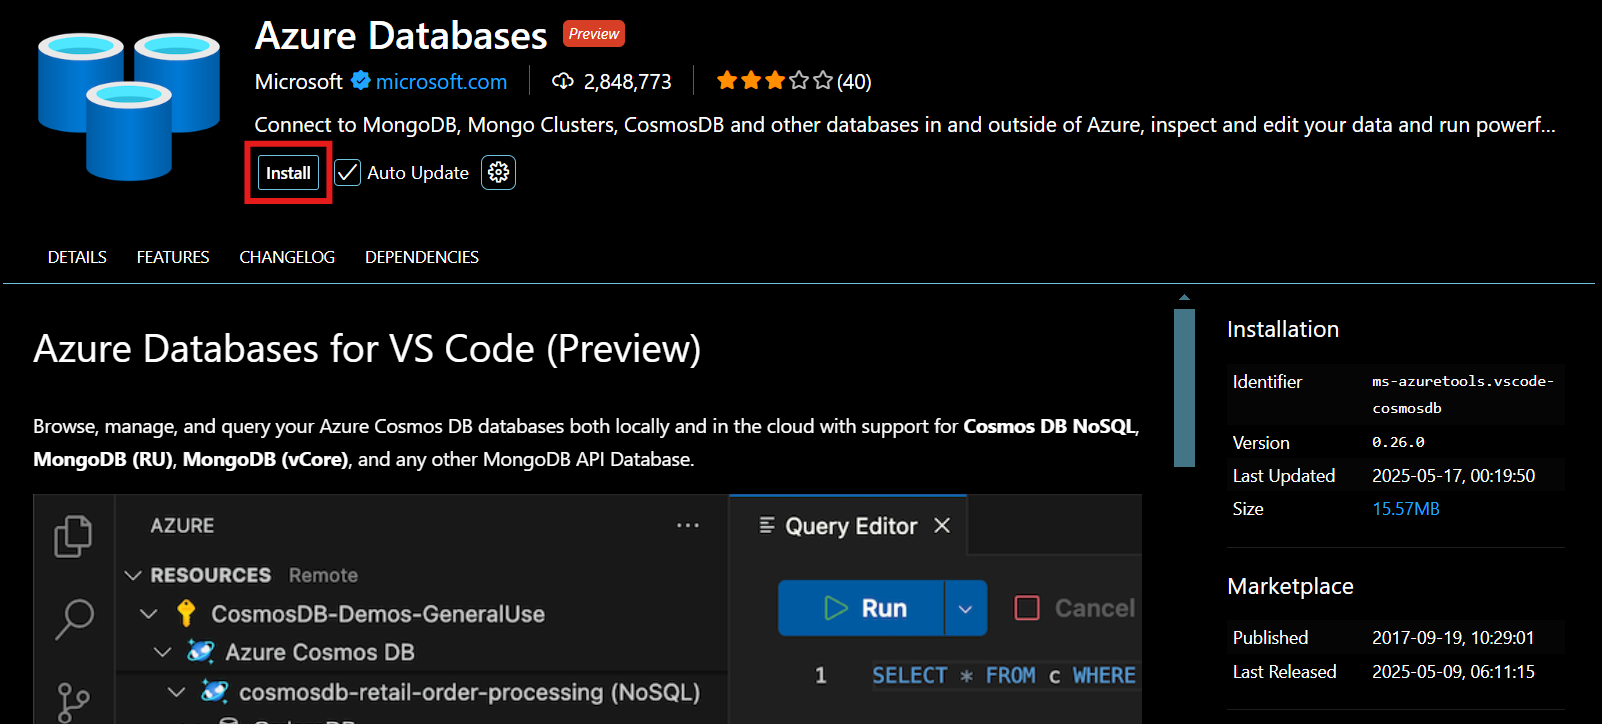 Azure Databases Preview
Microsoft microsoft.com 2,848,773 (40)
Connect to MongoDB, Mongo Clusters, CosmosDB and other databases in and outside of Azure, inspect and edit your data and run powerf...
Install Auto Update
DETAILS FEATURES CHANGELOG DEPENDENCIES
Azure Databases for VS Code (Preview)
Browse, manage, and query your Azure Cosmos DB databases both locally and in the cloud with support for Cosmos DB NoSQL,
MongoDB (RU), MongoDB (vCore), and any other MongoDB API Database.
AZURE ...
RESOURCES Remote
CosmosDB-Demos-GeneralUse
Azure Cosmos DB
cosmosdb-retail-order-processing (NoSQL)
Query Editor
Run Cancel
1 SELECT * FROM c WHERE
Installation
Identifier ms-azuretools.vscode-
cosmosdb
Version 0.26.0
Last Updated 2025-05-17, 00:19:50
Size 15.57MB
Marketplace
Published 2017-09-19, 10:29:01
Last Released 2025-05-09, 06:11:15